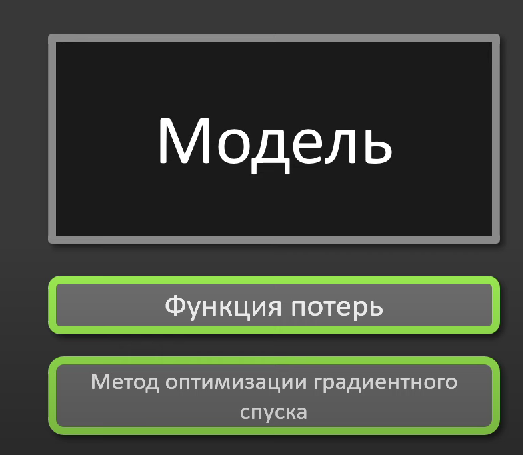 Модель
Функция потерь
Метод оптимизации градиентного
спуска